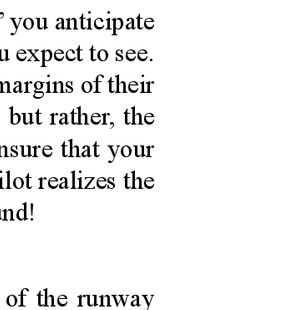 ” you anticipate
u expect to see.
margins of their
but rather, the
nsure that your
ilot realizes the
und!
of the runway